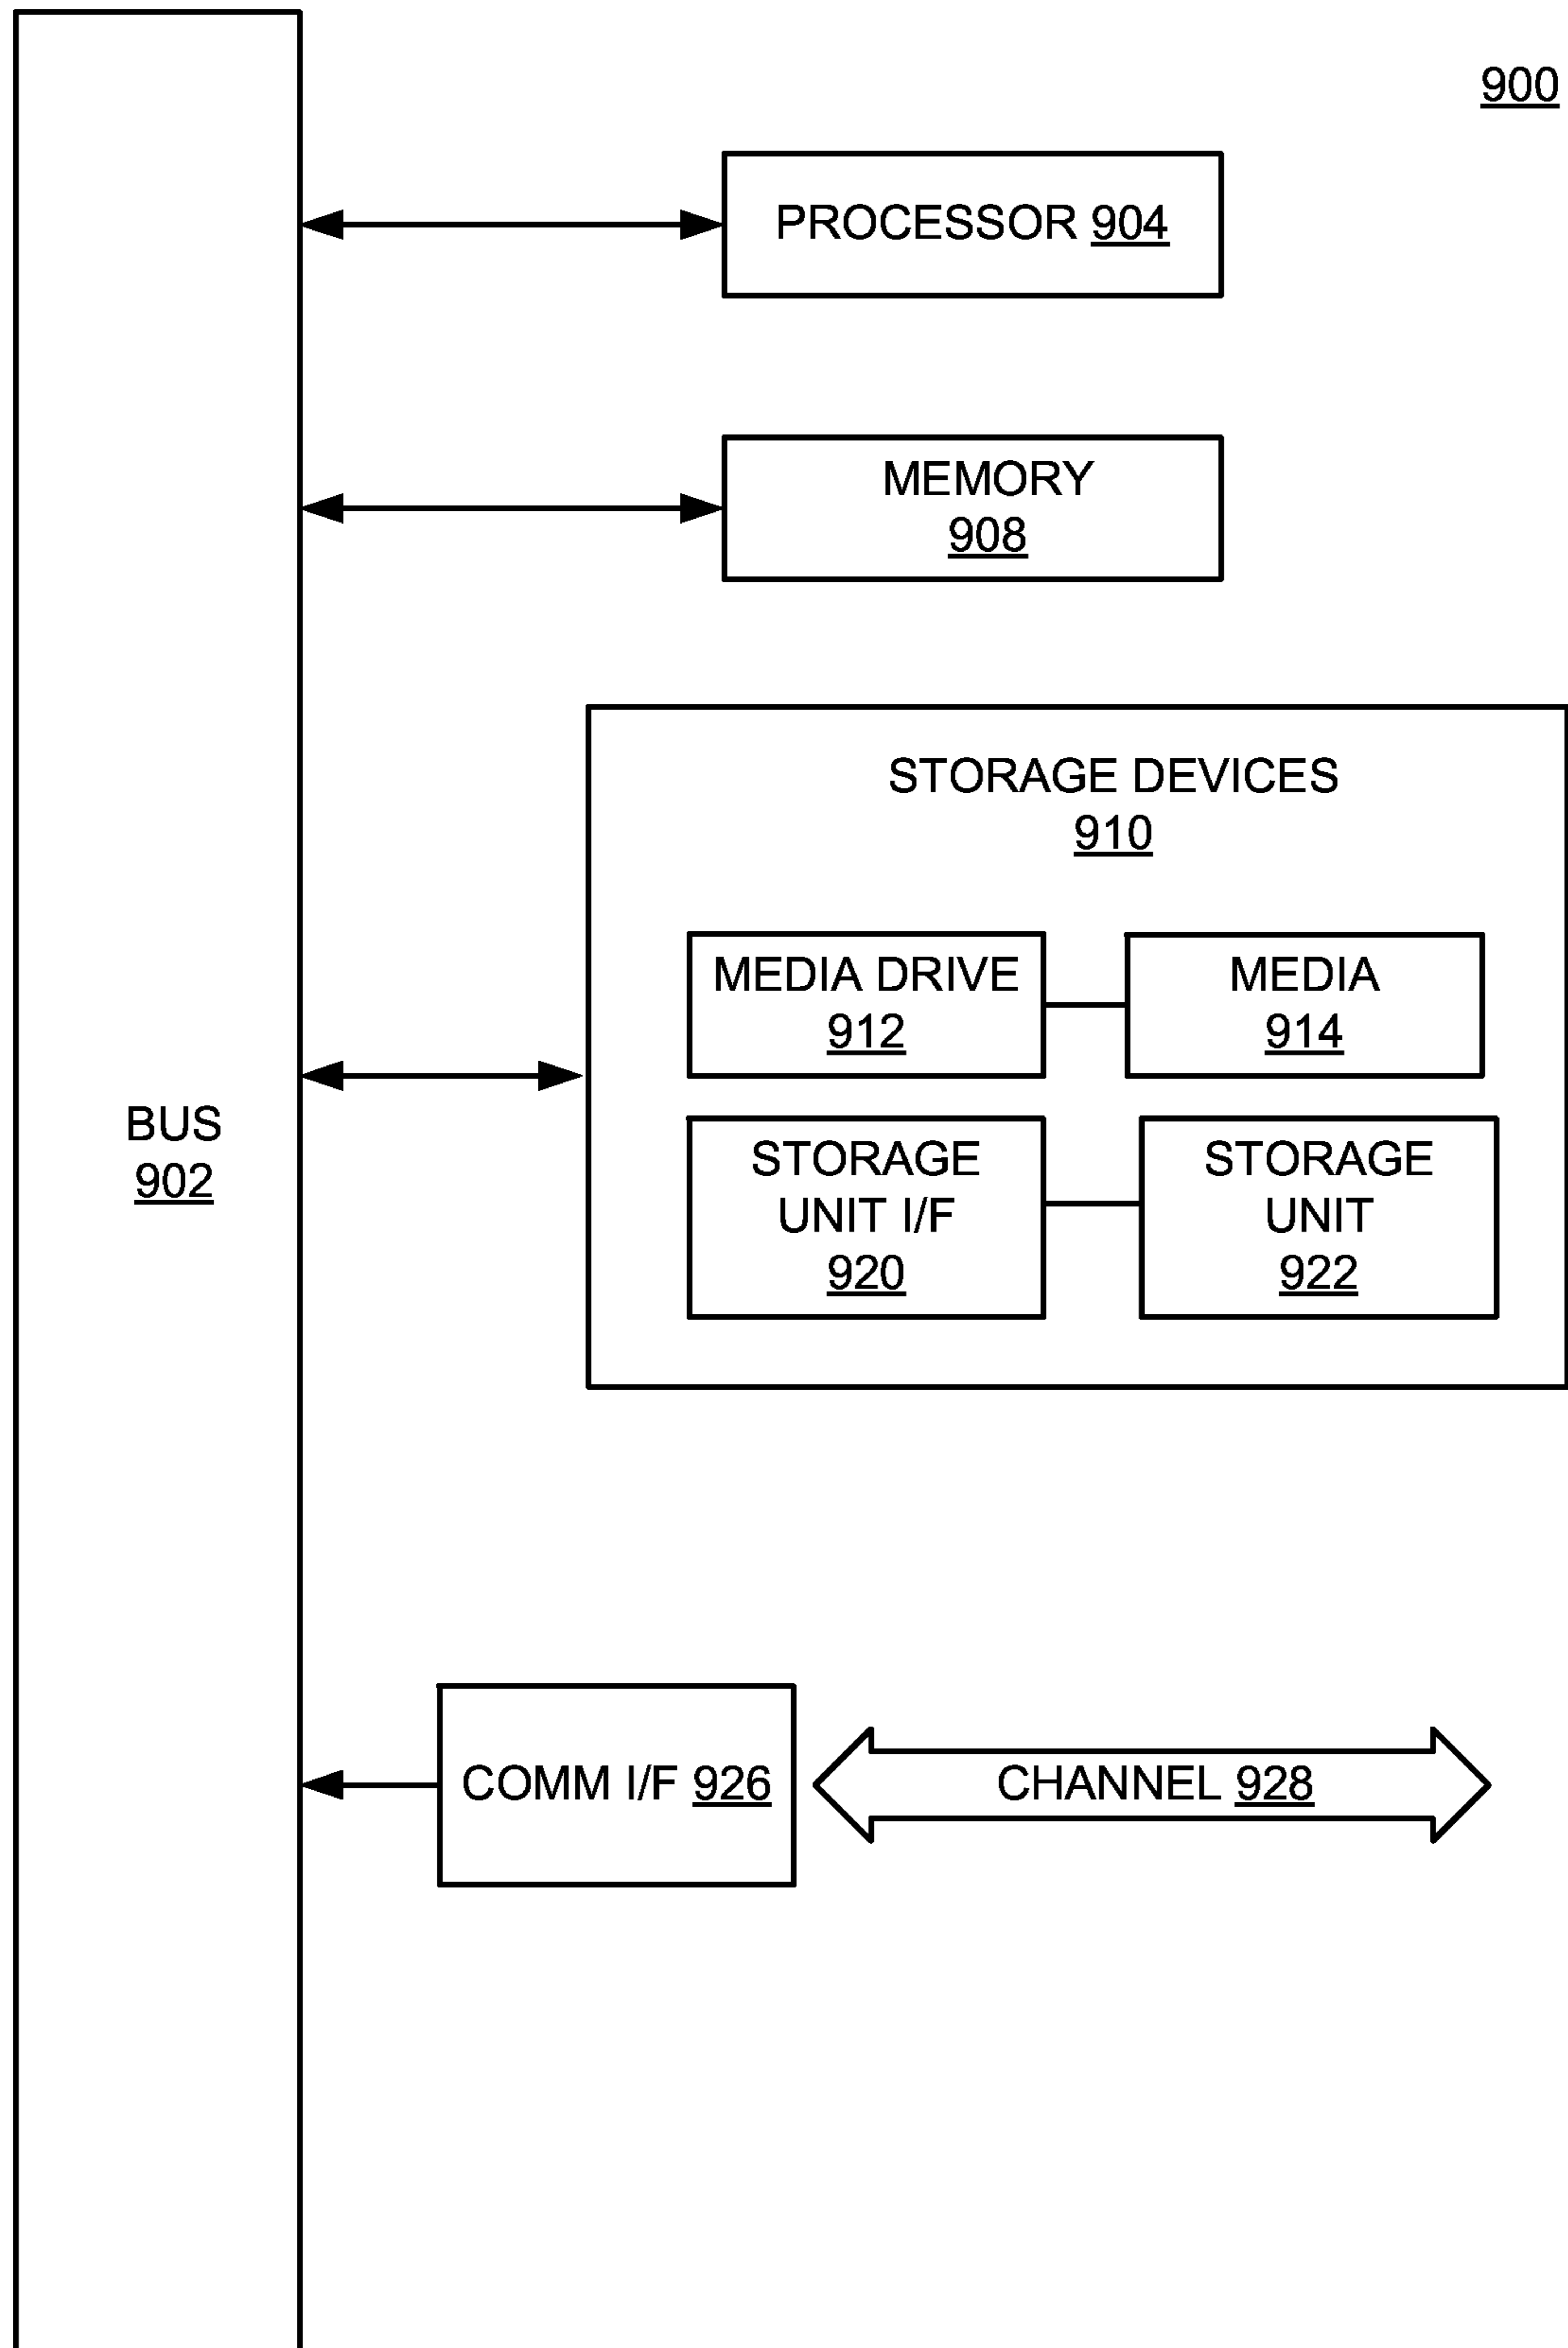 900
PROCESSOR 904
MEMORY
908
STORAGE DEVICES
910
MEDIA DRIVE
912
MEDIA
914
BUS
902
STORAGE
UNIT I/F
920
STORAGE
UNIT
922
COMM I/F 926
CHANNEL 928